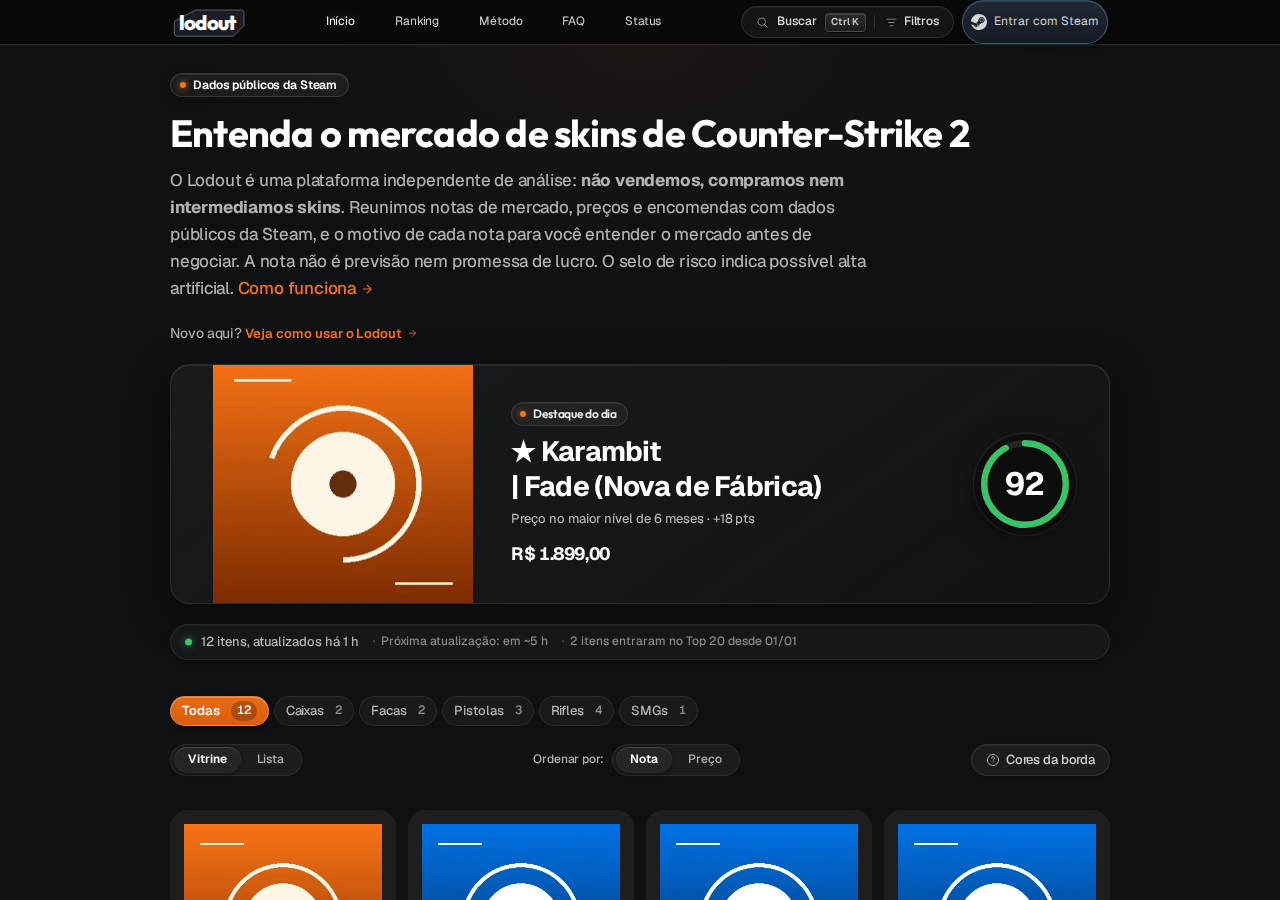 lodout
Início
Ranking
Método
FAQ
Status
Buscar
Ctrl K
Filtros
Entrar com Steam
Dados públicos da Steam
Entenda o mercado de skins de Counter-Strike 2
O Lodout é uma plataforma independente de análise: não vendemos, compramos nem
intermediamos skins. Reunimos notas de mercado, preços e encomendas com dados
públicos da Steam, e o motivo de cada nota para você entender o mercado antes de
negociar. A nota não é previsão nem promessa de lucro. O selo de risco indica possível alta
artificial. Como funciona →
Novo aqui? Veja como usar o Lodout →
Destaque do dia
★ Karambit
| Fade (Nova de Fábrica)
Preço no maior nível de 6 meses · +18 pts
R$ 1.899,00
92
12 itens, atualizados há 1 h · Próxima atualização: em ~5 h · 2 itens entraram no Top 20 desde 01/01
Todas 12
Caixas 2
Facas 2
Pistolas 3
Rifles 4
SMGs 1
Vitrine
Lista
Ordenar por:
Nota
Preço
Cores da borda